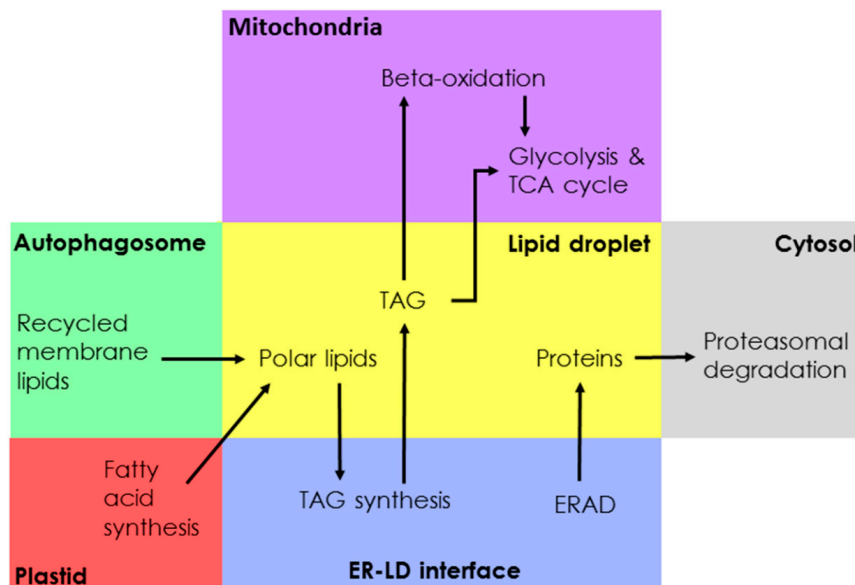 Mitochondria
Beta-oxidation
Glycolysis &
TCA cycle
Autophagosome
Lipid droplet
Cytosol
TAG
Recycled
membrane
lipids
Polar lipids
Proteins
Proteasomal
degradation
Fatty
acid
synthesis
TAG synthesis
ERAD
Plastid
ER-LD interface